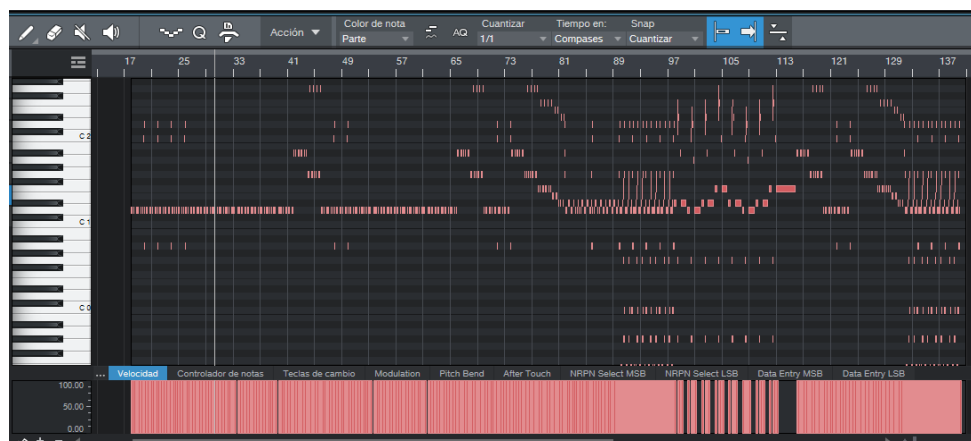 Color de nota Cuantizar Tiempo en: Snap
Q Acción AQ
Parte 1/1 Compases Cuantizar
17 25 33 41 49 57 65 73 81 89 97 105 113 121 129 137
C 2
C 1
C 0
... Velocidad Controlador de notas Teclas de cambio Modulation Pitch Bend After Touch NRPN Select MSB NRPN Select LSB Data Entry MSB Data Entry LSB
100.00
50.00
0.00